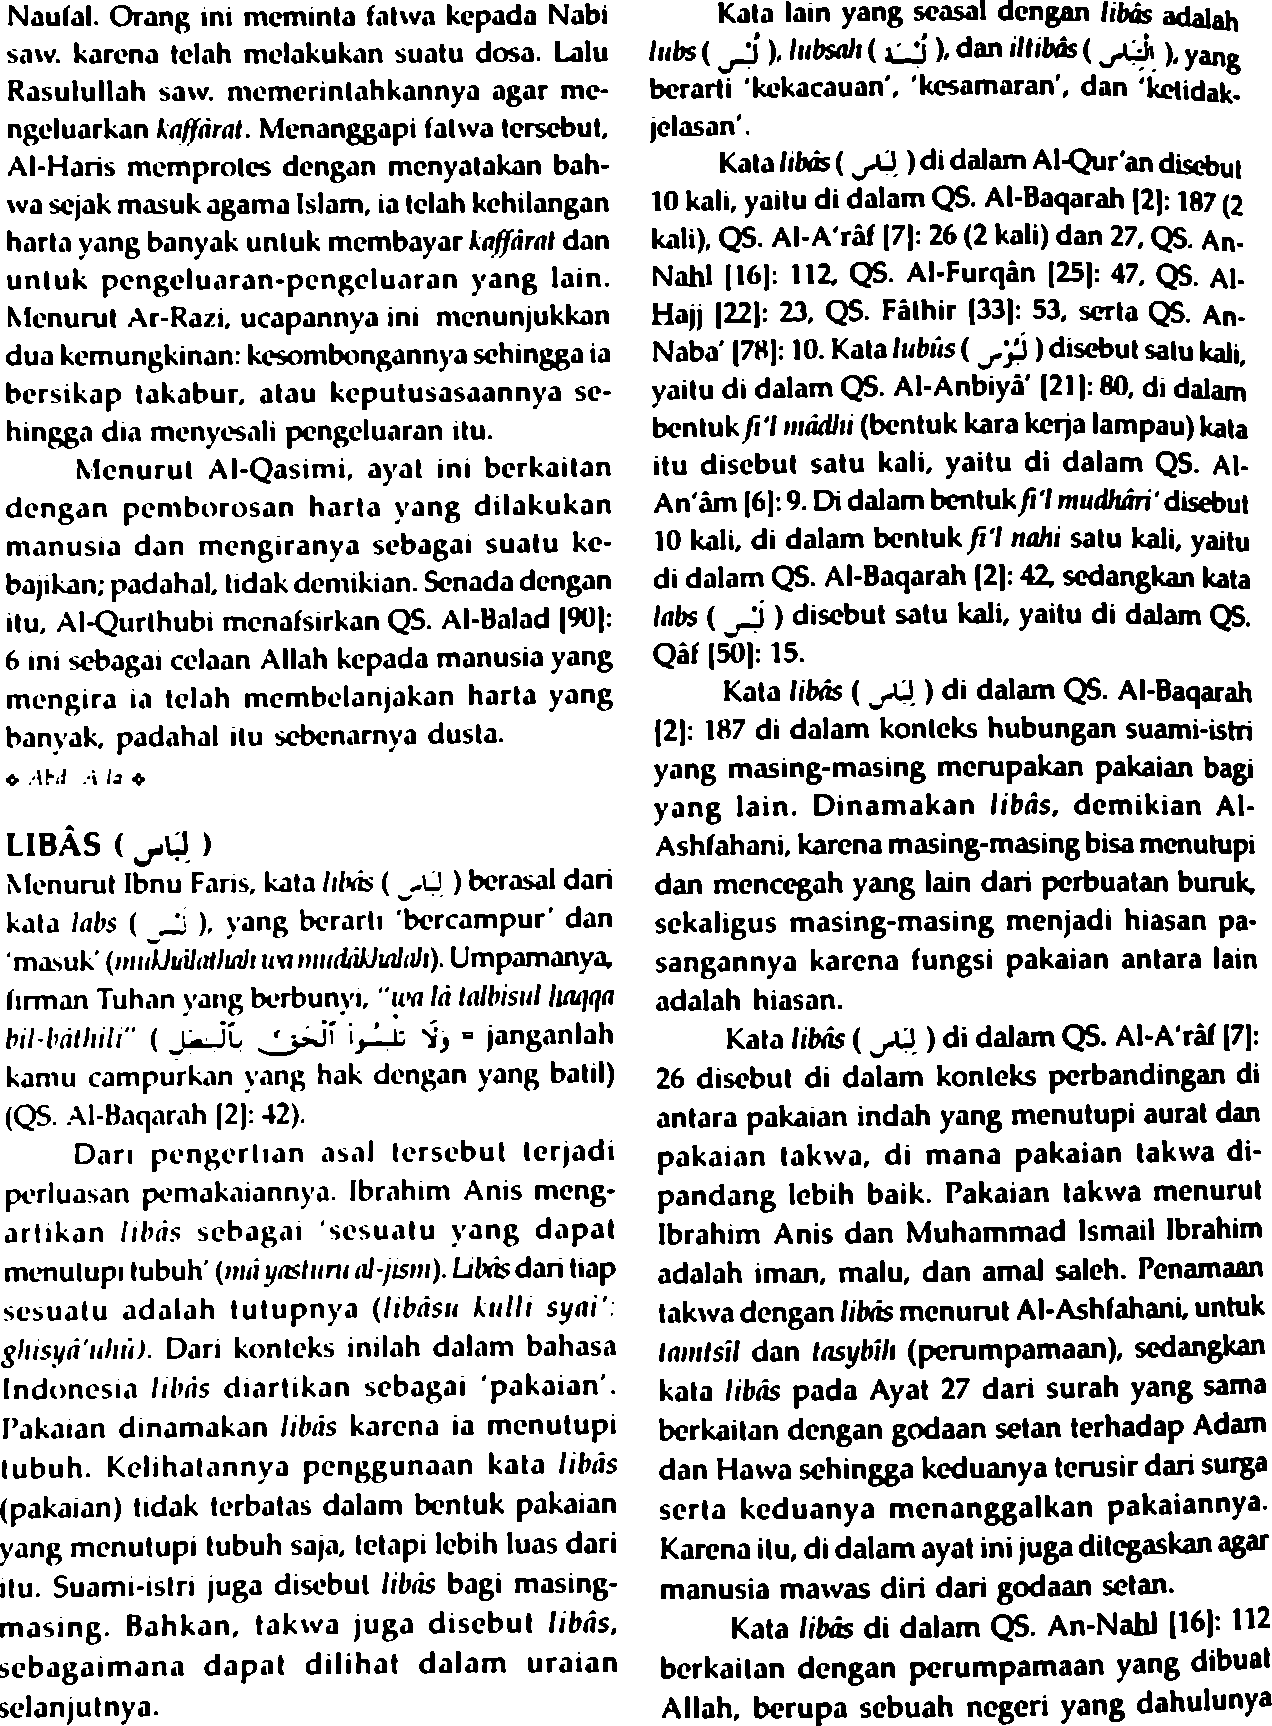 Naufal. Orang ini meminta fatwa kepada Nabi
saw. karena telah melakukan suatu dosa. Lalu
Rasulullah saw. memerintahkannya agar me-
ngeluarkan kaffârat. Menanggapi fatwa tersebut,
Al-Haris memprotes dengan menyatakan bah-
wa sejak masuk agama Islam, ia telah kehilangan
harta yang banyak untuk membayar kaffârat dan
untuk pengeluaran-pengeluaran yang lain.
Menurut Ar-Razi, ucapannya ini menunjukkan
dua kemungkinan: kesombongannya sehingga ia
bersikap takabur, atau keputusasaannya se-
hingga dia menyesali pengeluaran itu.
Menurut Al-Qasimi, ayat ini berkaitan
dengan pemborosan harta yang dilakukan
manusia dan mengiranya sebagai suatu ke-
bajikan; padahal, tidak demikian. Senada dengan
itu, Al-Qurthubi menafsirkan QS. Al-Balad [90]:
6 ini sebagai celaan Allah kepada manusia yang
mengira ia telah membelanjakan harta yang
banyak, padahal itu sebenarnya dusta.
LIBÂS ( لِبَاس )
Menurut Ibnu Faris, kata libâs ( لِبَاس ) berasal dari
kata labs ( لَبْس ), yang berarti 'bercampur' dan
'masuk' (mukhâlathah wa mudâkhalah). Umpamanya,
firman Tuhan yang berbunyi, "wa lâ talbisul haqqa
bil-bâthili" ( وَلَا تَلْبِسُوا۟ ٱلْحَقَّ بِٱلْبَـٰطِلِ = janganlah
kamu campurkan yang hak dengan yang batil)
(QS. Al-Baqarah [2]: 42).
Dari pengertian asal tersebut terjadi
perluasan pemakaiannya. Ibrahim Anis meng-
artikan libâs sebagai 'sesuatu yang dapat
menutupi tubuh' (mâ yasturu al-jism). Libâs dari tiap
sesuatu adalah tutupnya (libâsu kulli syai':
ghisyâ'uhû). Dari konteks inilah dalam bahasa
Indonesia libâs diartikan sebagai 'pakaian'.
Pakaian dinamakan libâs karena ia menutupi
tubuh. Kelihatannya penggunaan kata libâs
(pakaian) tidak terbatas dalam bentuk pakaian
yang menutupi tubuh saja, tetapi lebih luas dari
itu. Suami-istri juga disebut libâs bagi masing-
masing. Bahkan, takwa juga disebut libâs,
sebagaimana dapat dilihat dalam uraian
selanjutnya.
Kata lain yang seasal dengan libâs adalah
lubs ( لُبْس ), lubsah ( لُبْسَة ), dan iltibâs ( اِلْتِبَاس ), yang
berarti 'kekacauan', 'kesamaran', dan 'ketidak-
jelasan'.
Kata libâs ( لِبَاس ) di dalam Al-Qur'an disebut
10 kali, yaitu di dalam QS. Al-Baqarah [2]: 187 (2
kali), QS. Al-A'râf [7]: 26 (2 kali) dan 27, QS. An-
Nahl [16]: 112, QS. Al-Furqân [25]: 47, QS. Al-
Hajj [22]: 23, QS. Fâthir [33]: 53, serta QS. An-
Naba' [78]: 10. Kata lubûs ( لَبُوْس ) disebut satu kali,
yaitu di dalam QS. Al-Anbiyâ' [21]: 80, di dalam
bentuk fi'l mâdhi (bentuk kara kerja lampau) kata
itu disebut satu kali, yaitu di dalam QS. Al-
An'âm [6]: 9. Di dalam bentuk fi'l mudhâri' disebut
10 kali, di dalam bentuk fi'l nahi satu kali, yaitu
di dalam QS. Al-Baqarah [2]: 42, sedangkan kata
labs ( لَبْس ) disebut satu kali, yaitu di dalam QS.
Qâf [50]: 15.
Kata libâs ( لِبَاس ) di dalam QS. Al-Baqarah
[2]: 187 di dalam konteks hubungan suami-istri
yang masing-masing merupakan pakaian bagi
yang lain. Dinamakan libâs, demikian Al-
Ashfahani, karena masing-masing bisa menutupi
dan mencegah yang lain dari perbuatan buruk,
sekaligus masing-masing menjadi hiasan pa-
sangannya karena fungsi pakaian antara lain
adalah hiasan.
Kata libâs ( لِبَاس ) di dalam QS. Al-A'râf [7]:
26 disebut di dalam konteks perbandingan di
antara pakaian indah yang menutupi aurat dan
pakaian takwa, di mana pakaian takwa di-
pandang lebih baik. Pakaian takwa menurut
Ibrahim Anis dan Muhammad Ismail Ibrahim
adalah iman, malu, dan amal saleh. Penamaan
takwa dengan libâs menurut Al-Ashfahani, untuk
tamtsîl dan tasybîh (perumpamaan), sedangkan
kata libâs pada Ayat 27 dari surah yang sama
berkaitan dengan godaan setan terhadap Adam
dan Hawa sehingga keduanya terusir dari surga
serta keduanya menanggalkan pakaiannya.
Karena itu, di dalam ayat ini juga ditegaskan agar
manusia mawas diri dari godaan setan.
Kata libâs di dalam QS. An-Nahl [16]: 112
berkaitan dengan perumpamaan yang dibuat
Allah, berupa sebuah negeri yang dahulunya